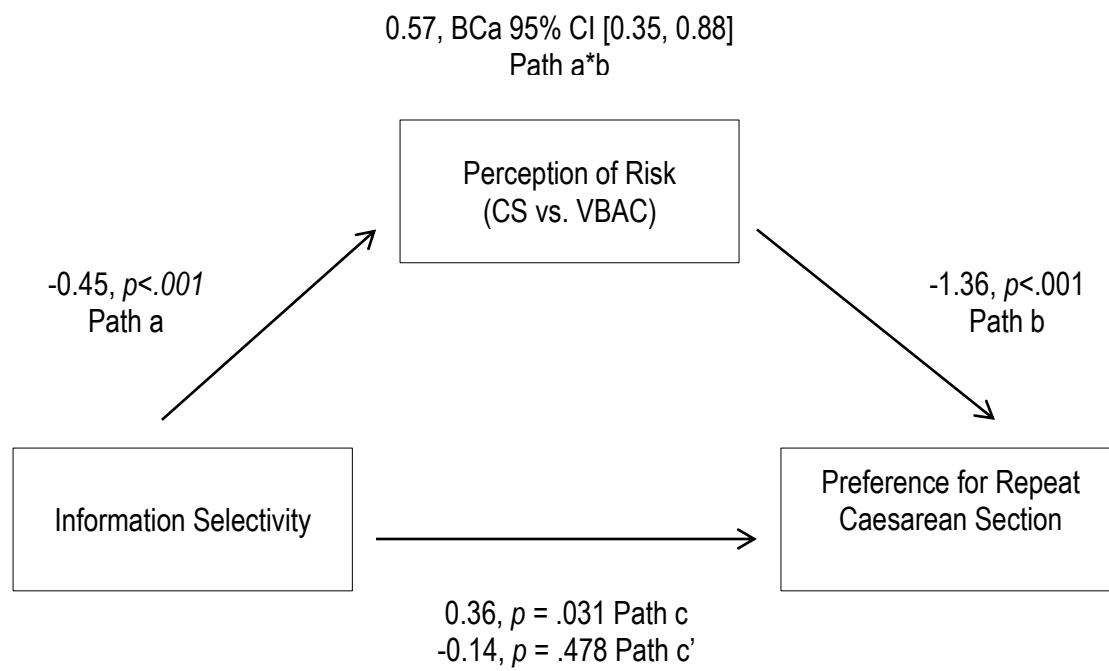 0.57, BCa 95% CI [0.35, 0.88]
Path a*b
Perception of Risk
(CS vs. VBAC)
-0.45, p<.001
Path a
-1.36, p<.001
Path b
Information Selectivity
Preference for Repeat
Caesarean Section
0.36, p = .031 Path c
-0.14, p = .478 Path c’